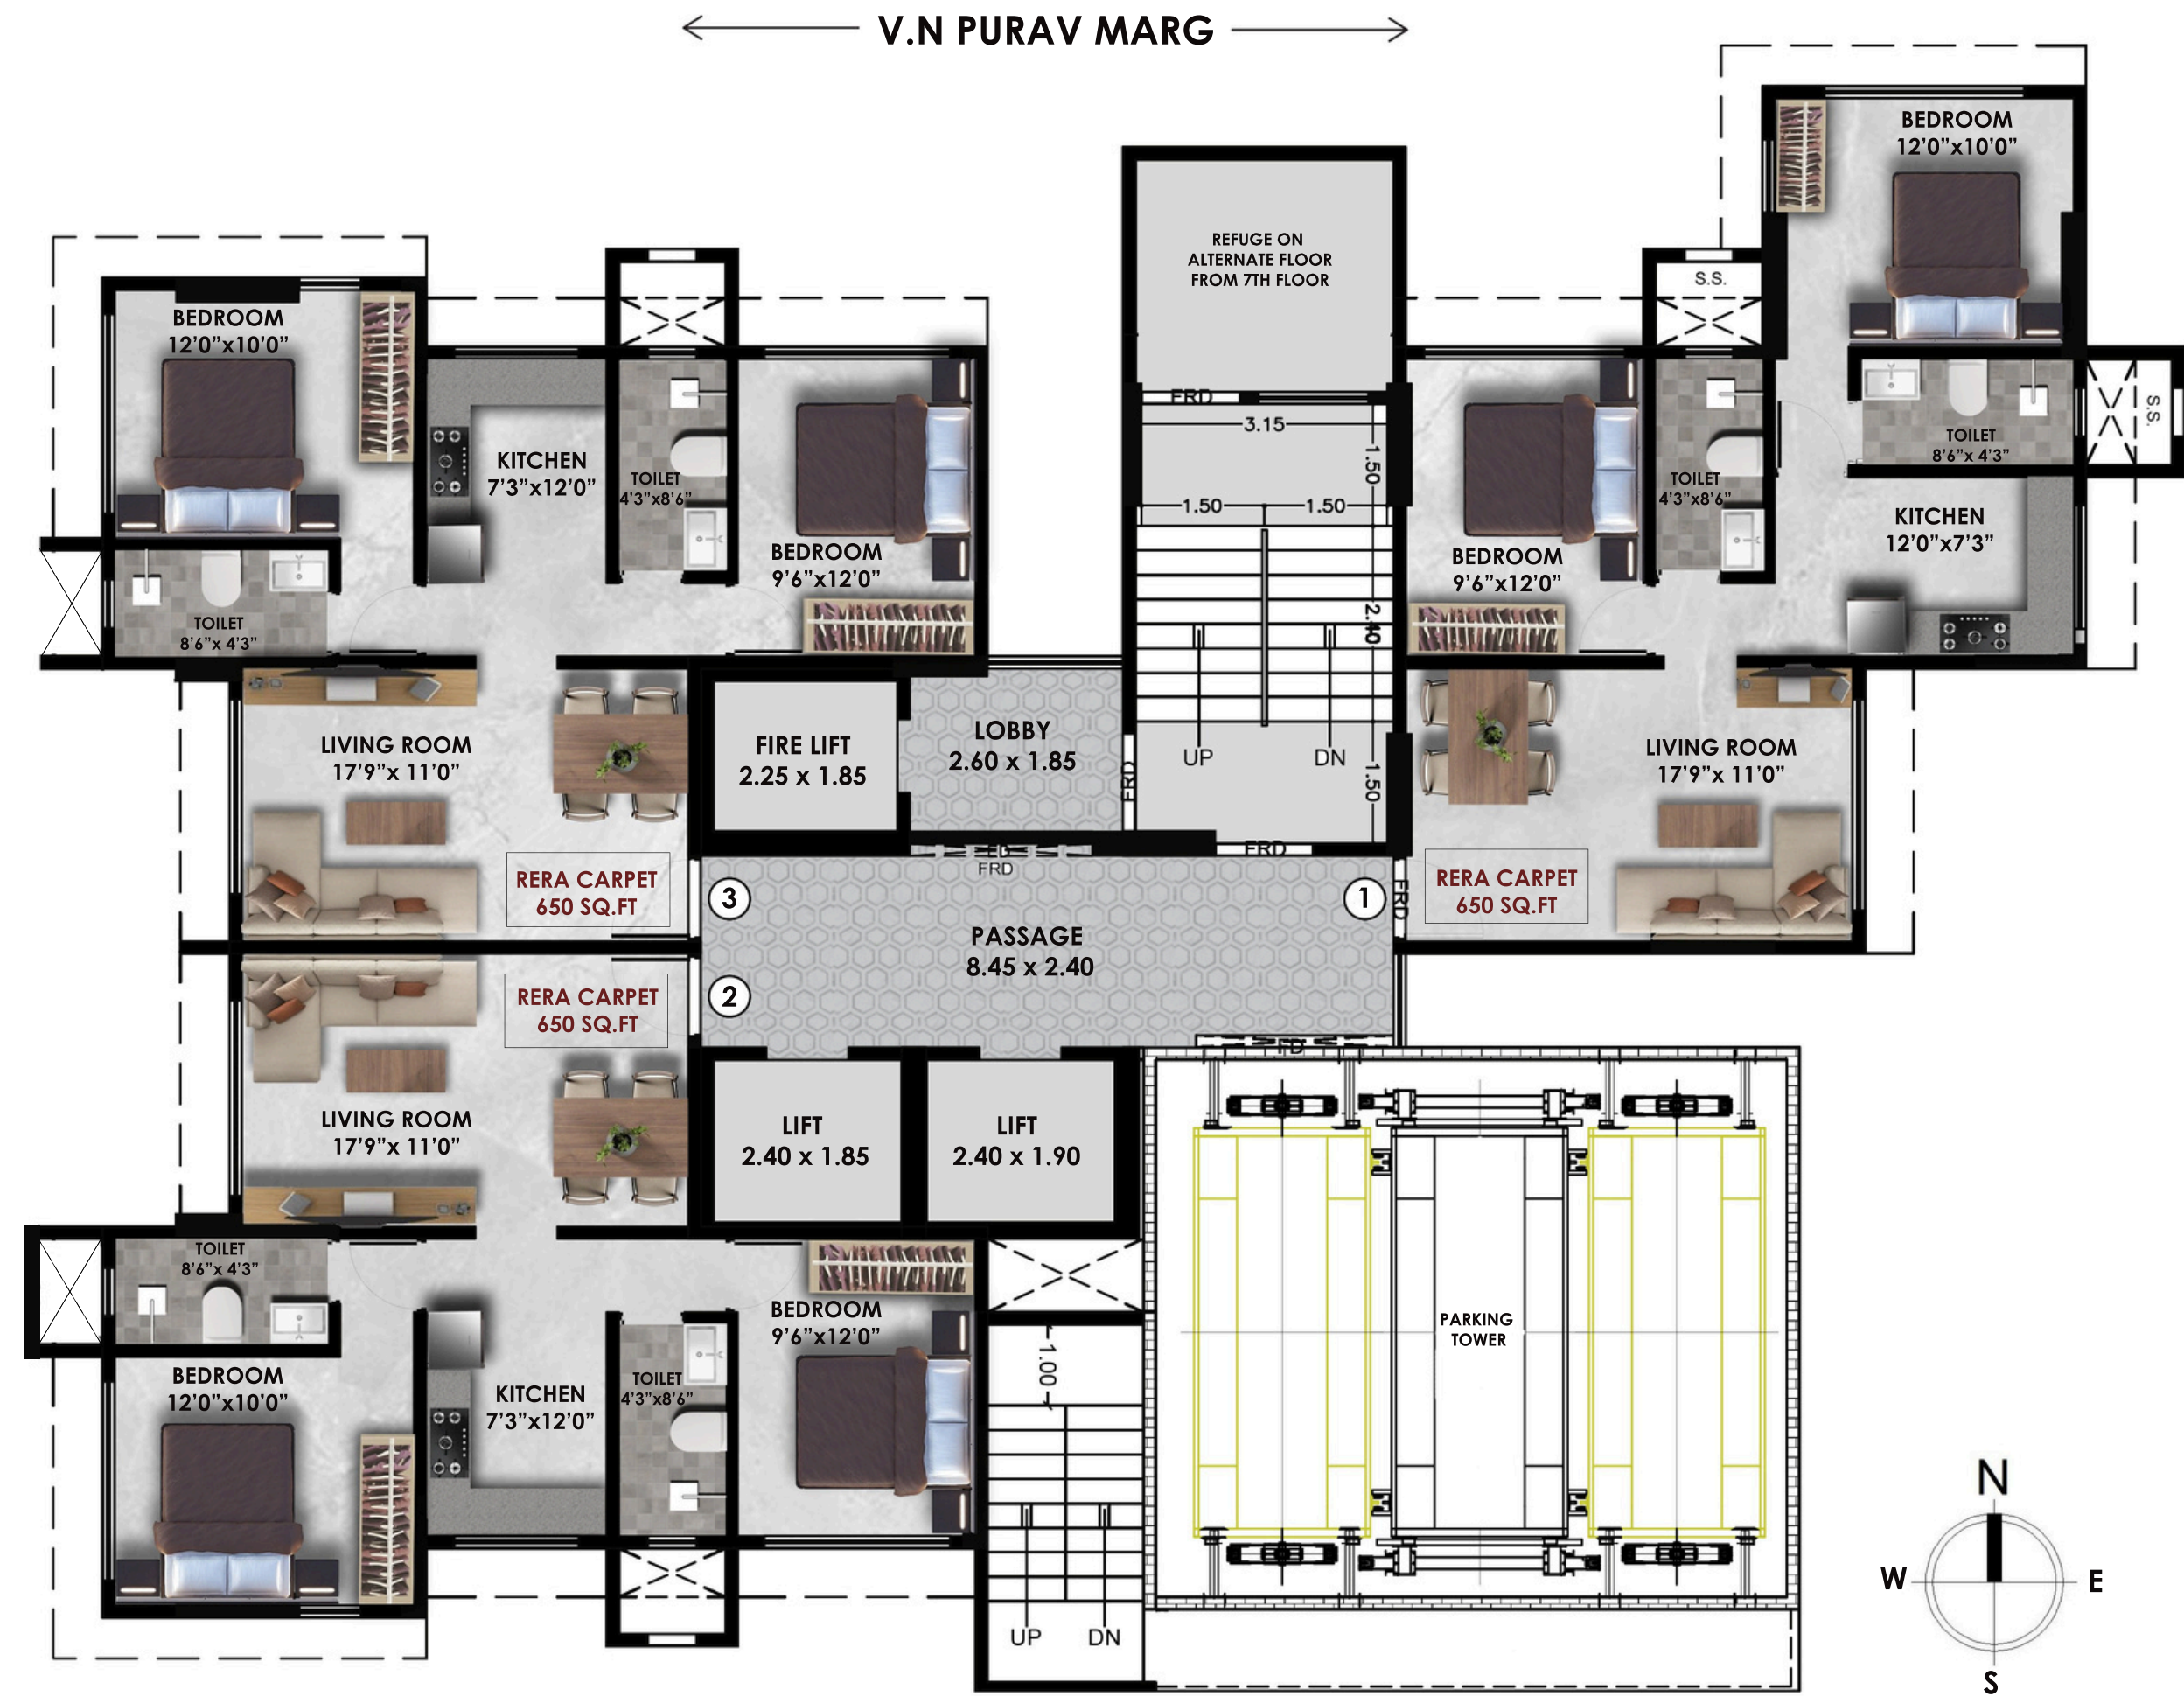 V.N PURAV MARG
BEDROOM
12'0"x10'0"
REFUGE ON
ALTERNATE FLOOR
FROM 7TH FLOOR
S.S.
BEDROOM
12'0"x10'0"
KITCHEN
7'3"x12'0"
TOILET
4'3"x8'6"
BEDROOM
9'6"x12'0"
TOILET
8'6"x 4'3"
FRD
3.15
1.50
1.50
1.50
2.40
1.50
UP
DN
FRD
FRD
TOILET
4'3"x8'6"
BEDROOM
9'6"x12'0"
TOILET
8'6"x 4'3"
S.S.
KITCHEN
12'0"x7'3"
LIVING ROOM
17'9"x 11'0"
FIRE LIFT
2.25 x 1.85
LOBBY
2.60 x 1.85
LIVING ROOM
17'9"x 11'0"
RERA CARPET
650 SQ.FT
3
ED
FRD
1
FRD
RERA CARPET
650 SQ.FT
PASSAGE
8.45 x 2.40
RERA CARPET
650 SQ.FT
2
FD
LIVING ROOM
17'9"x 11'0"
LIFT
2.40 x 1.85
LIFT
2.40 x 1.90
TOILET
8'6"x 4'3"
BEDROOM
12'0"x10'0"
KITCHEN
7'3"x12'0"
TOILET
4'3"x8'6"
BEDROOM
9'6"x12'0"
1.00
UP
DN
PARKING
TOWER
N
W
E
S